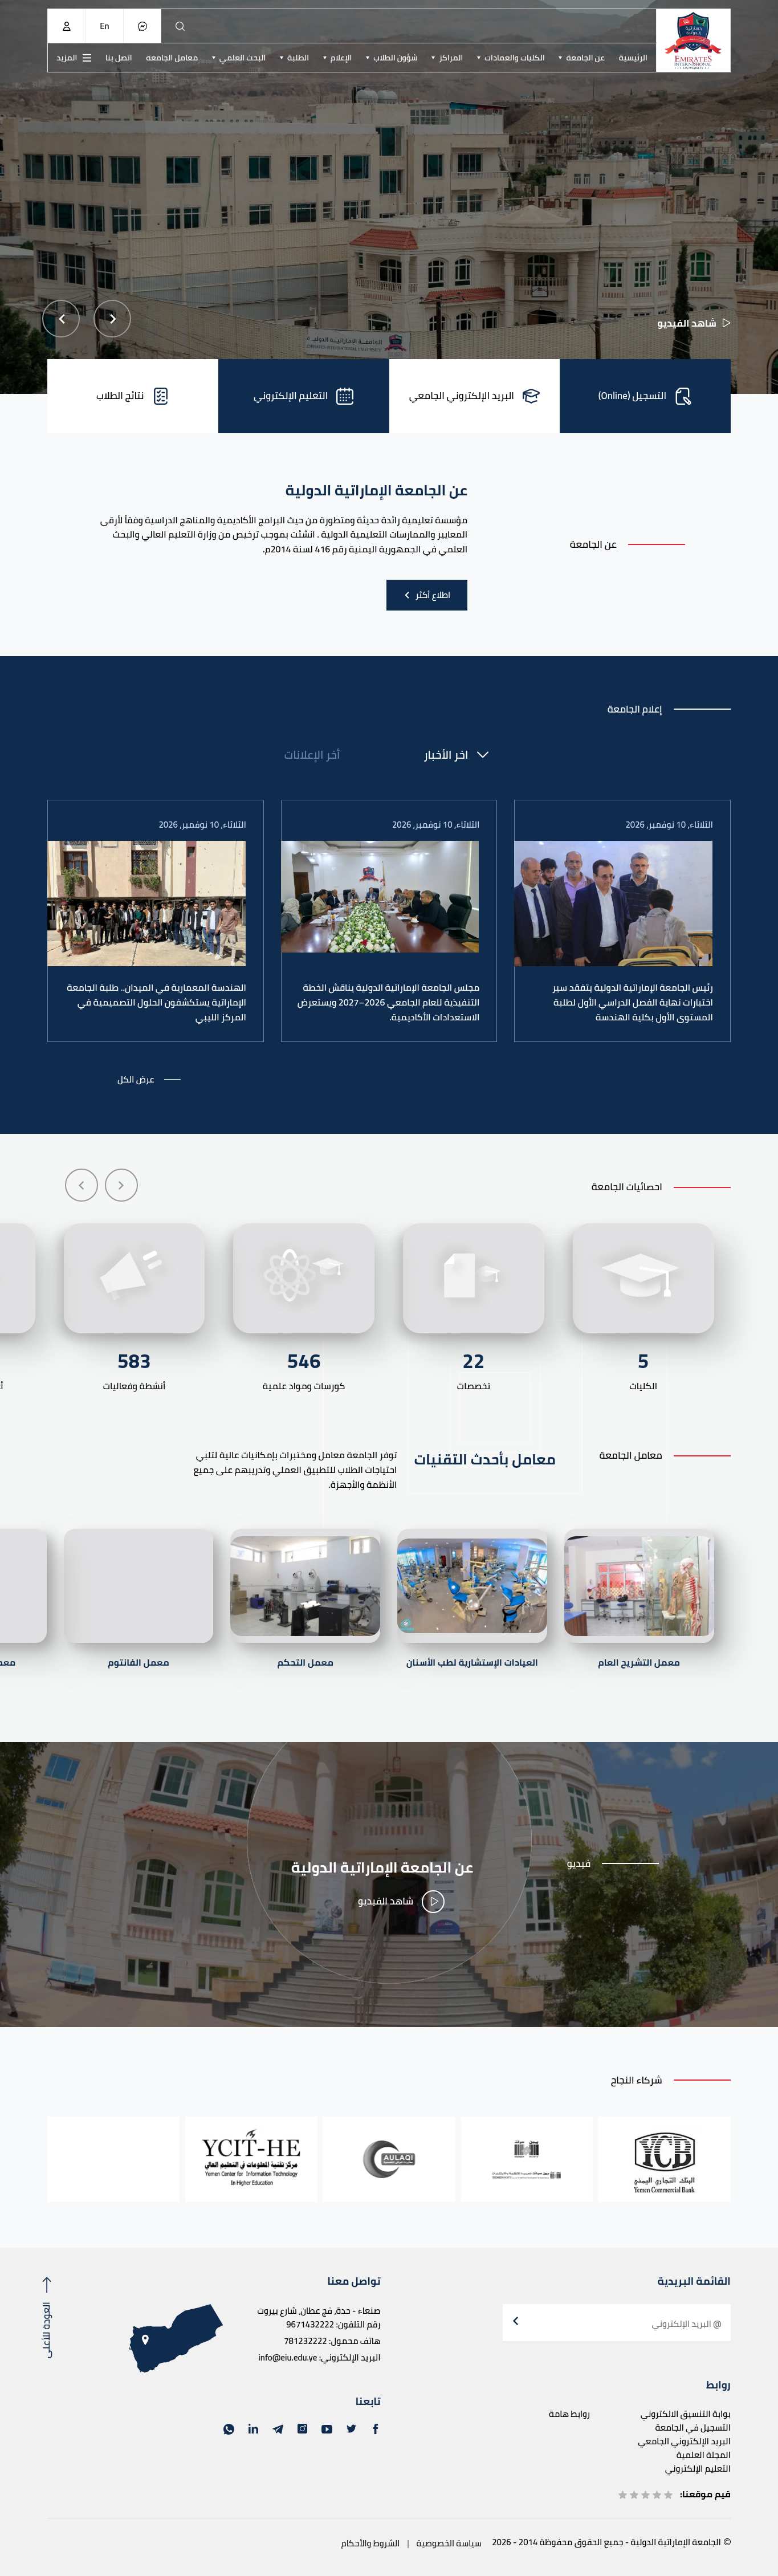 EMIRATES
INTERNATIONAL
UNIVERSITY
En
الرئيسية
عن الجامعة
الكليات والعمادات
المراكز
شؤون الطلاب
الإعلام
الطلبة
البحث العلمي
معامل الجامعة
اتصل بنا
المزيد
شاهد الفيديو
التسجيل (Online)
البريد الإلكتروني الجامعي
التعليم الإلكتروني
نتائج الطلاب
عن الجامعة
عن الجامعة الإماراتية الدولية
مؤسسة تعليمية رائدة حديثة ومتطورة من حيث البرامج الأكاديمية والمناهج الدراسية وفقاً لأرقى
المعايير والممارسات التعليمية الدولية . انشئت بموجب ترخيص من وزارة التعليم العالي والبحث
العلمي في الجمهورية اليمنية رقم 416 لسنة 2014م.
اطلاع أكثر
إعلام الجامعة
اخر الأخبار
أخر الإعلانات
الثلاثاء, 10 نوفمبر, 2026
رئيس الجامعة الإماراتية الدولية يتفقد سير
اختبارات نهاية الفصل الدراسي الأول لطلبة
المستوى الأول بكلية الهندسة
الثلاثاء, 10 نوفمبر, 2026
مجلس الجامعة الإماراتية الدولية يناقش الخطة
التنفيذية للعام الجامعي 2026–2027 ويستعرض
الاستعدادات الأكاديمية.
الثلاثاء, 10 نوفمبر, 2026
الهندسة المعمارية في الميدان.. طلبة الجامعة
الإماراتية يستكشفون الحلول التصميمية في
المركز الليبي
عرض الكل
احصائيات الجامعة
5
الكليات
22
تخصصات
546
كورسات ومواد علمية
583
أنشطة وفعاليات
معامل الجامعة
معامل بأحدث التقنيات
توفر الجامعة معامل ومختبرات بإمكانيات عالية لتلبي
احتياجات الطلاب للتطبيق العملي وتدريبهم على جميع
الأنظمة والأجهزة.
معمل التشريح العام
العيادات الإستشارية لطب الأسنان
معمل التحكم
معمل الفانتوم
فيديو
عن الجامعة الإماراتية الدولية
شاهد الفيديو
شركاء النجاح
YCB
البنك التجاري اليمني
Yemen Commercial Bank
AULAQI
YCIT-HE
مركز تقنية المعلومات في التعليم العالي
Yemen Center for Information Technology
In Higher Education
القائمة البريدية
@ البريد الإلكتروني
روابط
بوابة التنسيق الالكتروني
التسجيل في الجامعة
البريد الإلكتروني الجامعي
المجلة العلمية
التعليم الإلكتروني
روابط هامة
قيم موقعنا:
تواصل معنا
صنعاء - حدة, فج عطان, شارع بيروت
رقم التلفون: 9671432222
هاتف محمول: 781232222
البريد الإلكتروني: info@eiu.edu.ye
تابعنا
العودة للأعلى
© الجامعة الإماراتية الدولية - جميع الحقوق محفوظة 2014 - 2026
سياسة الخصوصية | الشروط والأحكام